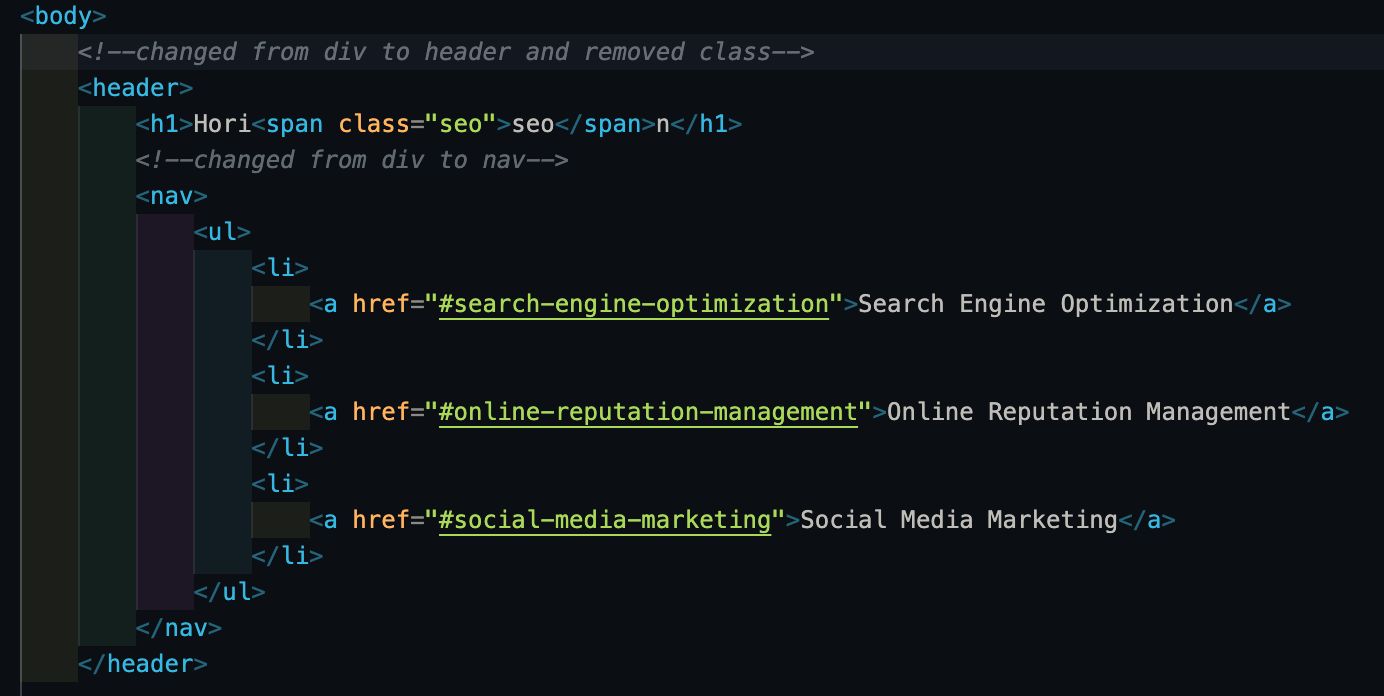 <body>
<!--changed from div to header and removed class-->
<header>
<h1>Hori<span class="seo">seo</span>n</h1>
<!--changed from div to nav-->
<nav>
<ul>
<li>
<a href="#search-engine-optimization">Search Engine Optimization</a>
</li>
<li>
<a href="#online-reputation-management">Online Reputation Management</a>
</li>
<li>
<a href="#social-media-marketing">Social Media Marketing</a>
</li>
</ul>
</nav>
</header>